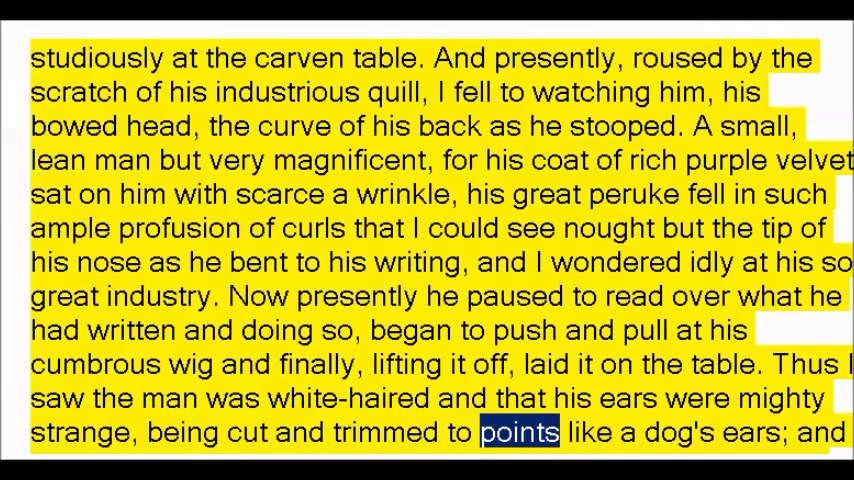 studiously at the carven table. And presently, roused by the
scratch of his industrious quill, I fell to watching him, his
bowed head, the curve of his back as he stooped. A small,
lean man but very magnificent, for his coat of rich purple velvet
sat on him with scarce a wrinkle, his great peruke fell in such
ample profusion of curls that I could see nought but the tip of
his nose as he bent to his writing, and I wondered idly at his so
great industry. Now presently he paused to read over what he
had written and doing so, began to push and pull at his
cumbrous wig and finally, lifting it off, laid it on the table. Thus I
saw the man was white-haired and that his ears were mighty
strange, being cut and trimmed to points like a dog's ears; and